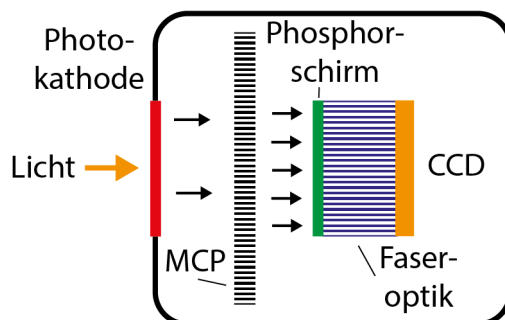 Photo-
kathode
Phosphor-
schirm
Licht
CCD
MCP
Faser-
optik